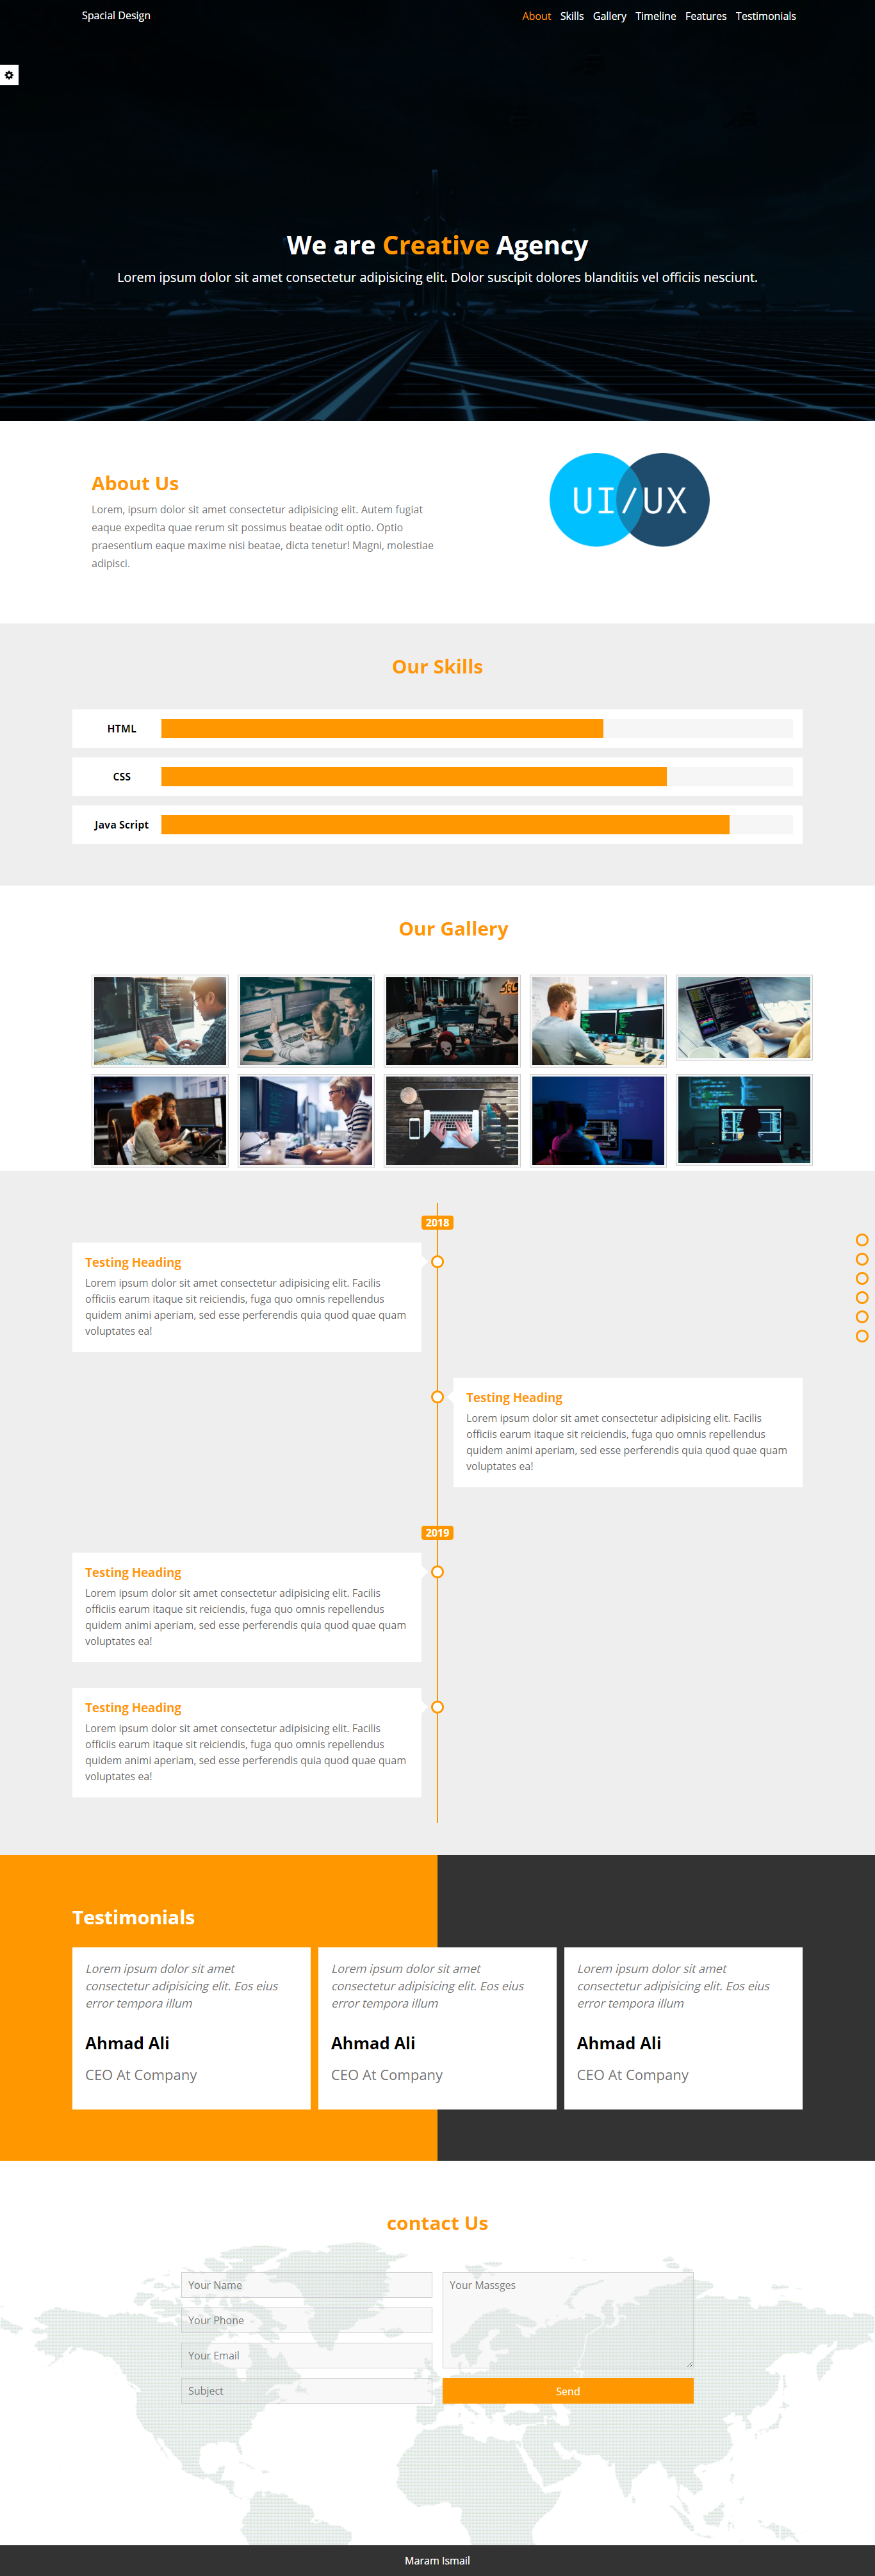 Spacial Design
About Skills Gallery Timeline Features Testimonials
We are Creative Agency
Lorem ipsum dolor sit amet consectetur adipisicing elit. Dolor suscipit dolores blanditiis vel officiis nesciunt.
About Us
Lorem, ipsum dolor sit amet consectetur adipisicing elit. Autem fugiat
eaque expedita quae rerum sit possimus beatae odit optio. Optio
praesentium eaque maxime nisi beatae, dicta tenetur! Magni, molestiae
adipisci.
UI/UX
Our Skills
HTML
CSS
Java Script
Our Gallery
2018
Testing Heading
Lorem ipsum dolor sit amet consectetur adipisicing elit. Facilis
officiis earum itaque sit reiciendis, fuga quo omnis repellendus
quidem animi aperiam, sed esse perferendis quia quod quae quam
voluptates ea!
Testing Heading
Lorem ipsum dolor sit amet consectetur adipisicing elit. Facilis
officiis earum itaque sit reiciendis, fuga quo omnis repellendus
quidem animi aperiam, sed esse perferendis quia quod quae quam
voluptates ea!
2019
Testing Heading
Lorem ipsum dolor sit amet consectetur adipisicing elit. Facilis
officiis earum itaque sit reiciendis, fuga quo omnis repellendus
quidem animi aperiam, sed esse perferendis quia quod quae quam
voluptates ea!
Testing Heading
Lorem ipsum dolor sit amet consectetur adipisicing elit. Facilis
officiis earum itaque sit reiciendis, fuga quo omnis repellendus
quidem animi aperiam, sed esse perferendis quia quod quae quam
voluptates ea!
Testimonials
Lorem ipsum dolor sit amet
consectetur adipisicing elit. Eos eius
error tempora illum
Ahmad Ali
CEO At Company
Lorem ipsum dolor sit amet
consectetur adipisicing elit. Eos eius
error tempora illum
Ahmad Ali
CEO At Company
Lorem ipsum dolor sit amet
consectetur adipisicing elit. Eos eius
error tempora illum
Ahmad Ali
CEO At Company
contact Us
Your Name
Your Phone
Your Email
Subject
Your Massges
Send
Maram Ismail